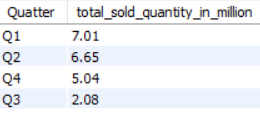 Quatter total_sold_quantity_in_million
Q1 7.01
Q2 6.65
Q4 5.04
Q3 2.08